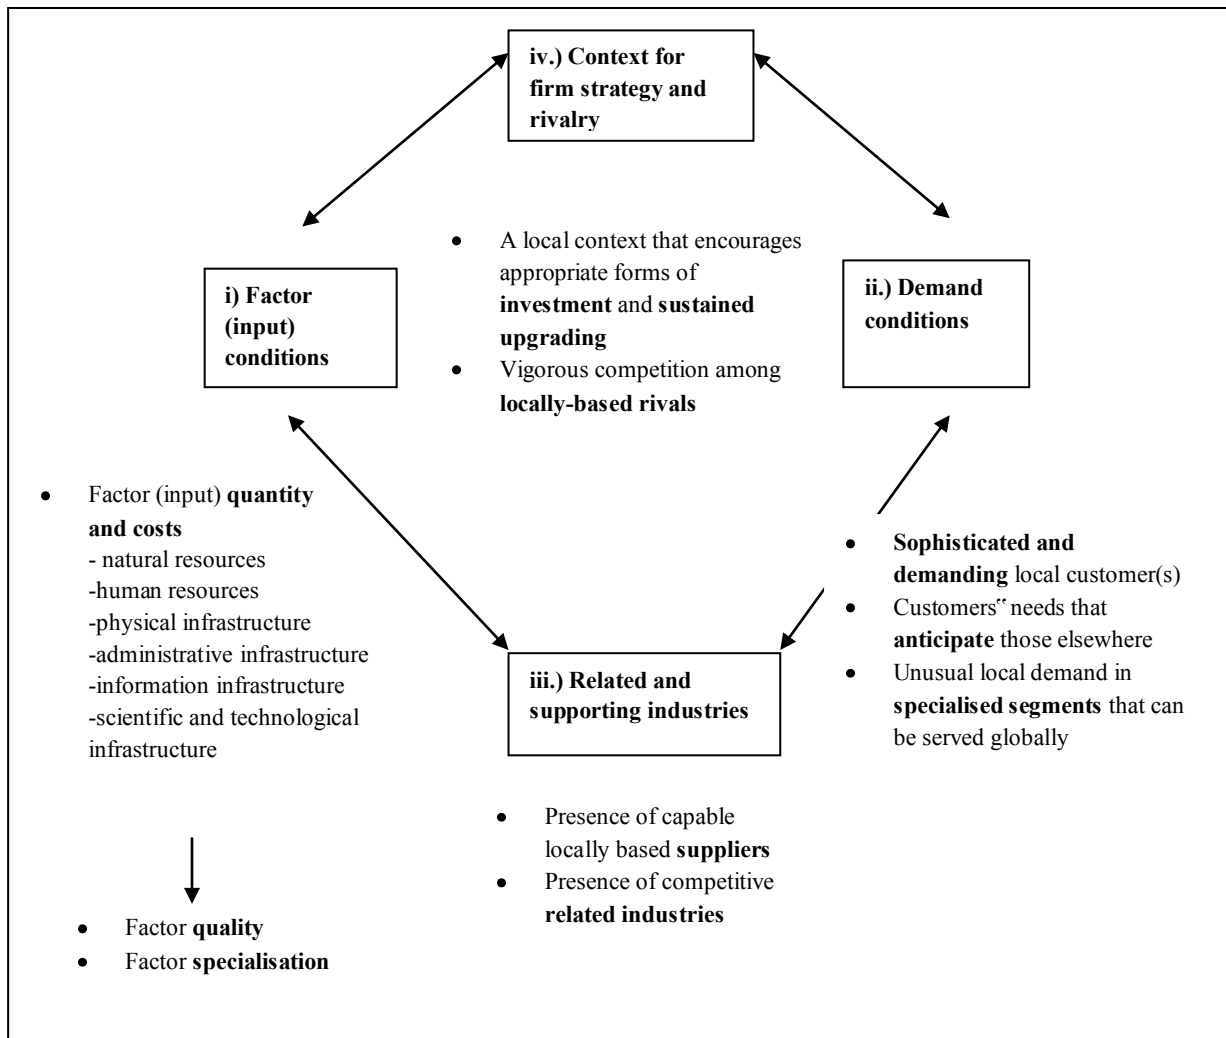 iv.) Context for
firm strategy and
rivalry
• A local context that encourages
appropriate forms of
investment and sustained
upgrading
• Vigorous competition among
locally-based rivals
i) Factor
(input)
conditions
ii.) Demand
conditions
• Factor (input) quantity
and costs
- natural resources
-human resources
-physical infrastructure
-administrative infrastructure
-information infrastructure
-scientific and technological
infrastructure
• Sophisticated and
demanding local customer(s)
• Customers‟ needs that
anticipate those elsewhere
• Unusual local demand in
specialised segments that can
be served globally
iii.) Related and
supporting industries
• Presence of capable
locally based suppliers
• Presence of competitive
related industries
• Factor quality
• Factor specialisation